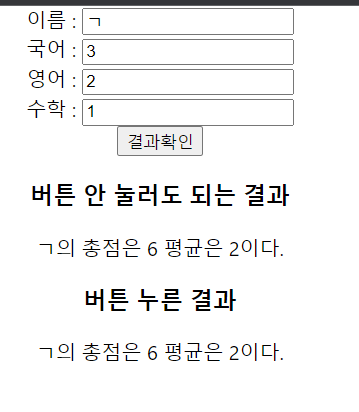 이름 : ㄱ
국어 : 3
영어 : 2
수학 : 1
결과확인
버튼 안 눌러도 되는 결과
ㄱ의 총점은 6 평균은 2이다.
버튼 누른 결과
ㄱ의 총점은 6 평균은 2이다.